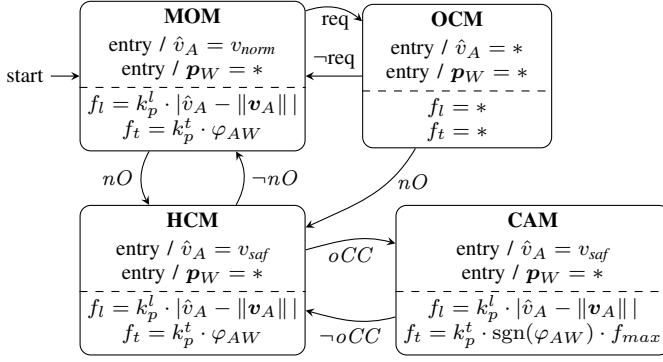 MOM
entry / v̂_A = v_norm
entry / p_W = ∗
f_l = k_p^l · |v̂_A − ‖v_A‖ |
f_t = k_p^t · φ_AW
req
¬req
OCM
entry / v̂_A = ∗
entry / p_W = ∗
f_l = ∗
f_t = ∗
start
nO
¬nO
nO
HCM
entry / v̂_A = v_saf
entry / p_W = ∗
f_l = k_p^l · |v̂_A − ‖v_A‖ |
f_t = k_p^t · φ_AW
oCC
¬oCC
CAM
entry / v̂_A = v_saf
entry / p_W = ∗
f_l = k_p^l · |v̂_A − ‖v_A‖ |
f_t = k_p^t · sgn(φ_AW) · f_max